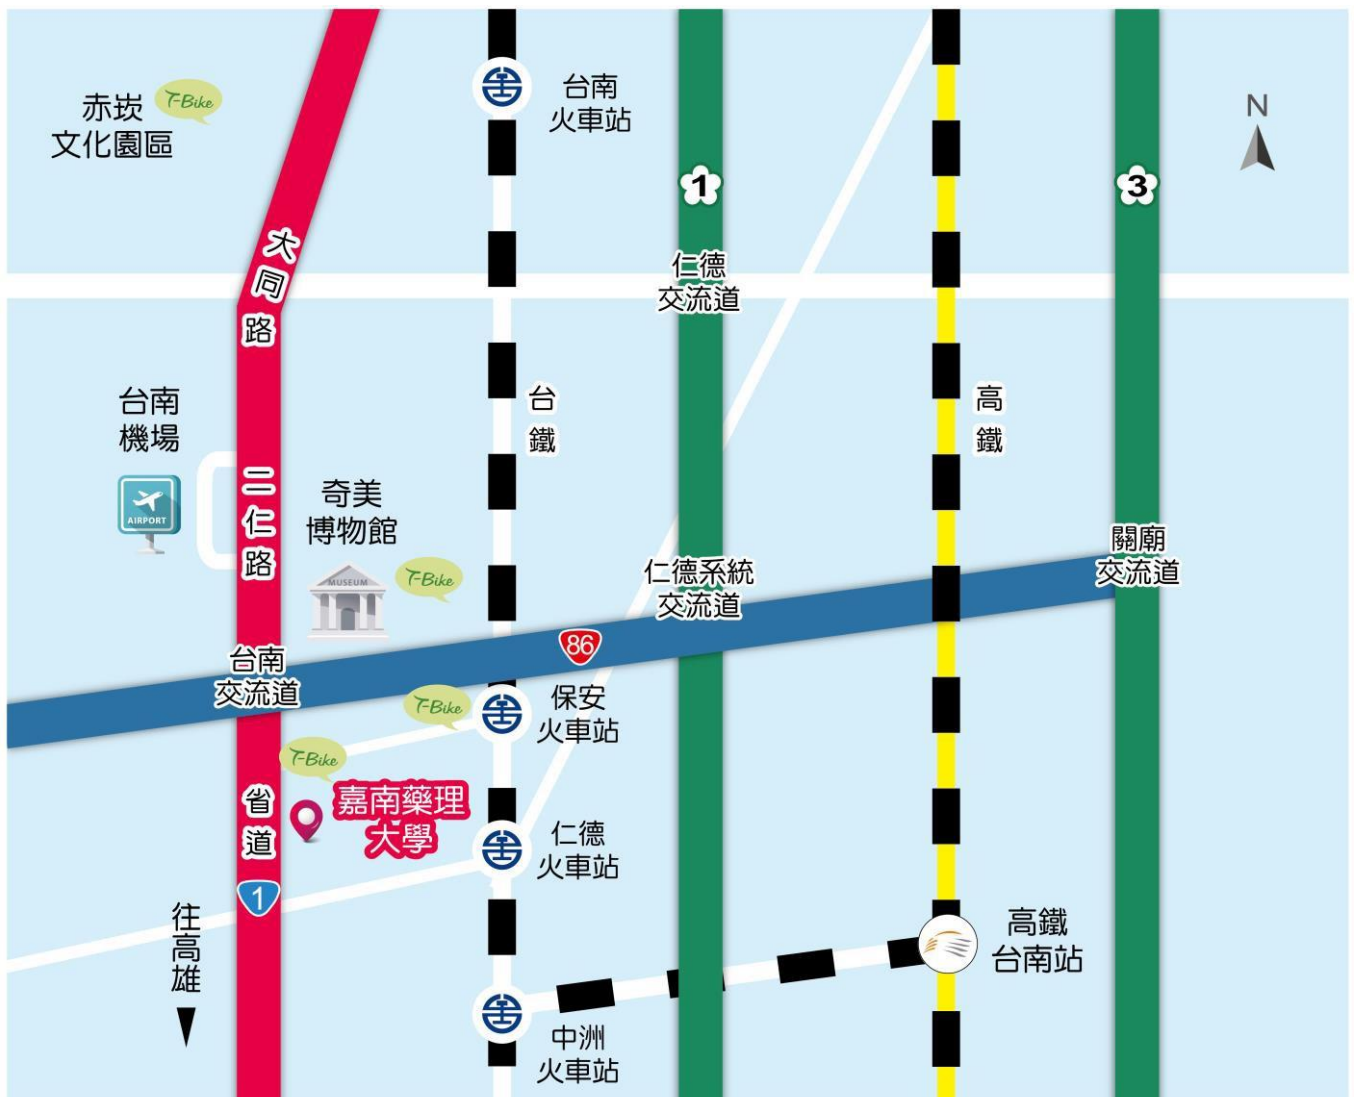 台南
火車站
赤崁
文化園區
T-Bike
N
1
3
大同路
仁德
交流道
台鐵
高鐵
台南
機場
AIRPORT
二仁路
奇美
博物館
MUSEUM
T-Bike
關廟
交流道
仁德系統
交流道
86
台南
交流道
保安
火車站
T-Bike
T-Bike
省道
嘉南藥理
大學
仁德
火車站
1
往高雄
高鐵
台南站
中洲
火車站